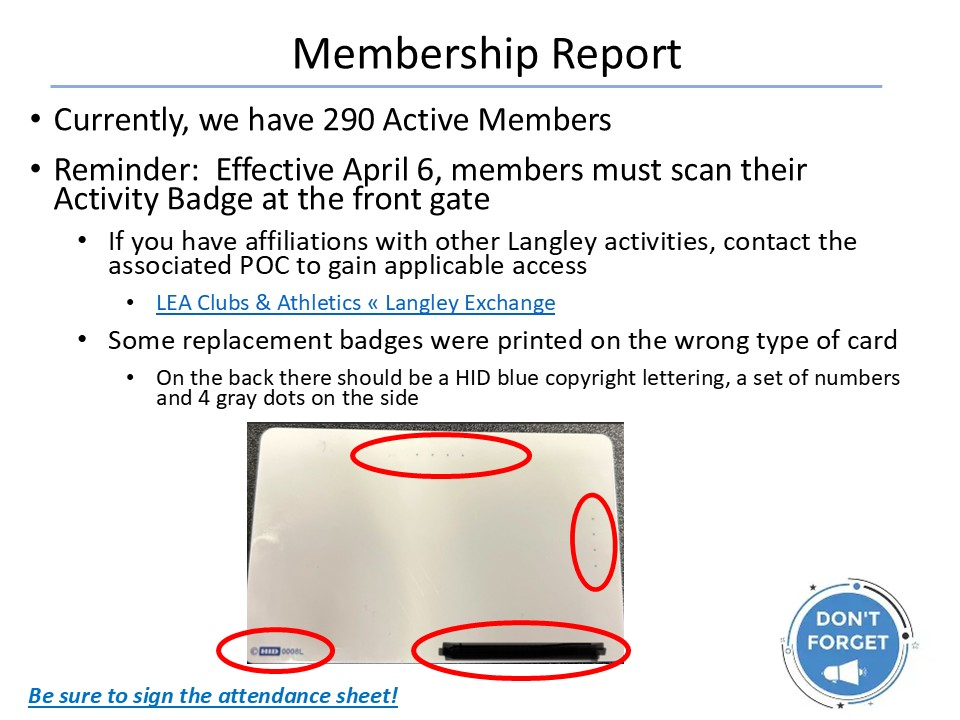 Membership Report
• Currently, we have 290 Active Members
• Reminder:  Effective April 6, members must scan their
Activity Badge at the front gate
• If you have affiliations with other Langley activities, contact the
associated POC to gain applicable access
• LEA Clubs & Athletics « Langley Exchange
• Some replacement badges were printed on the wrong type of card
• On the back there should be a HID blue copyright lettering, a set of numbers
and 4 gray dots on the side
© HID 0008L
DON'T
FORGET
Be sure to sign the attendance sheet!